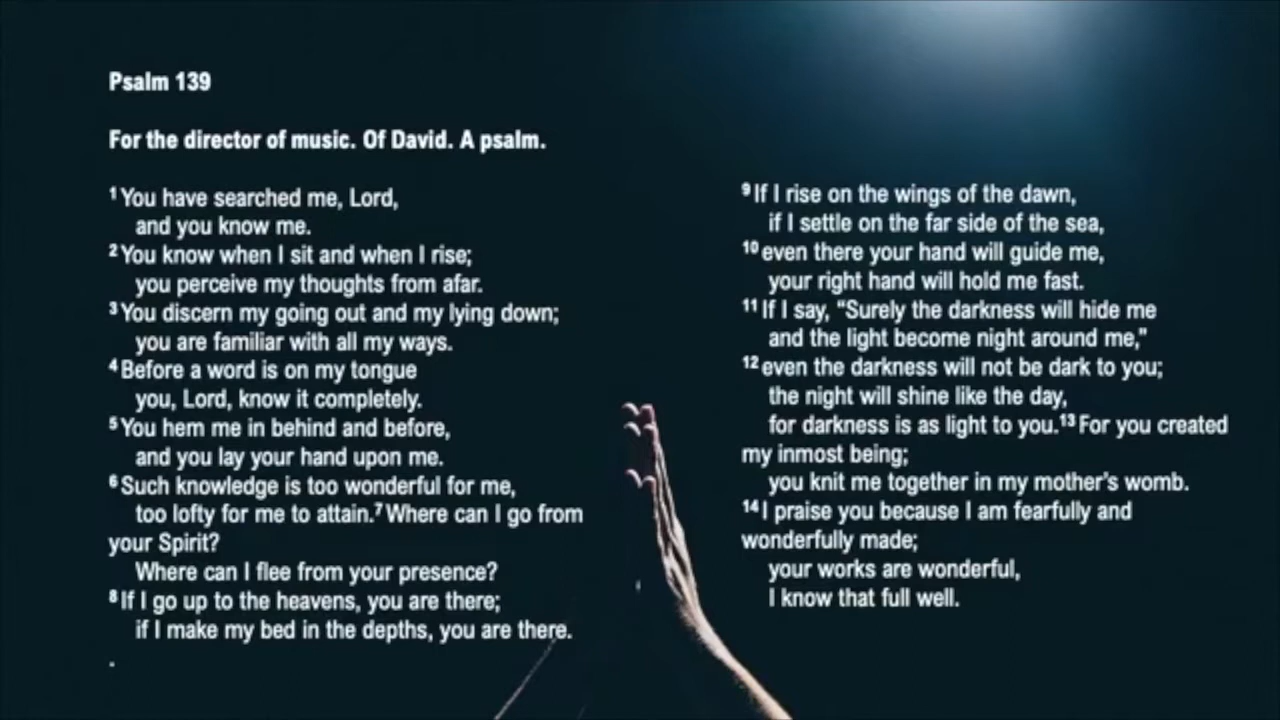 Psalm 139
For the director of music. Of David. A psalm.
¹You have searched me, Lord,
and you know me.
²You know when I sit and when I rise;
you perceive my thoughts from afar.
³You discern my going out and my lying down;
you are familiar with all my ways.
⁴Before a word is on my tongue
you, Lord, know it completely.
⁵You hem me in behind and before,
and you lay your hand upon me.
⁶Such knowledge is too wonderful for me,
too lofty for me to attain.⁷Where can I go from
your Spirit?
Where can I flee from your presence?
⁸If I go up to the heavens, you are there;
if I make my bed in the depths, you are there.
.
⁹If I rise on the wings of the dawn,
if I settle on the far side of the sea,
¹⁰even there your hand will guide me,
your right hand will hold me fast.
¹¹If I say, “Surely the darkness will hide me
and the light become night around me,”
¹²even the darkness will not be dark to you;
the night will shine like the day,
for darkness is as light to you.¹³For you created
my inmost being;
you knit me together in my mother’s womb.
¹⁴I praise you because I am fearfully and
wonderfully made;
your works are wonderful,
I know that full well.